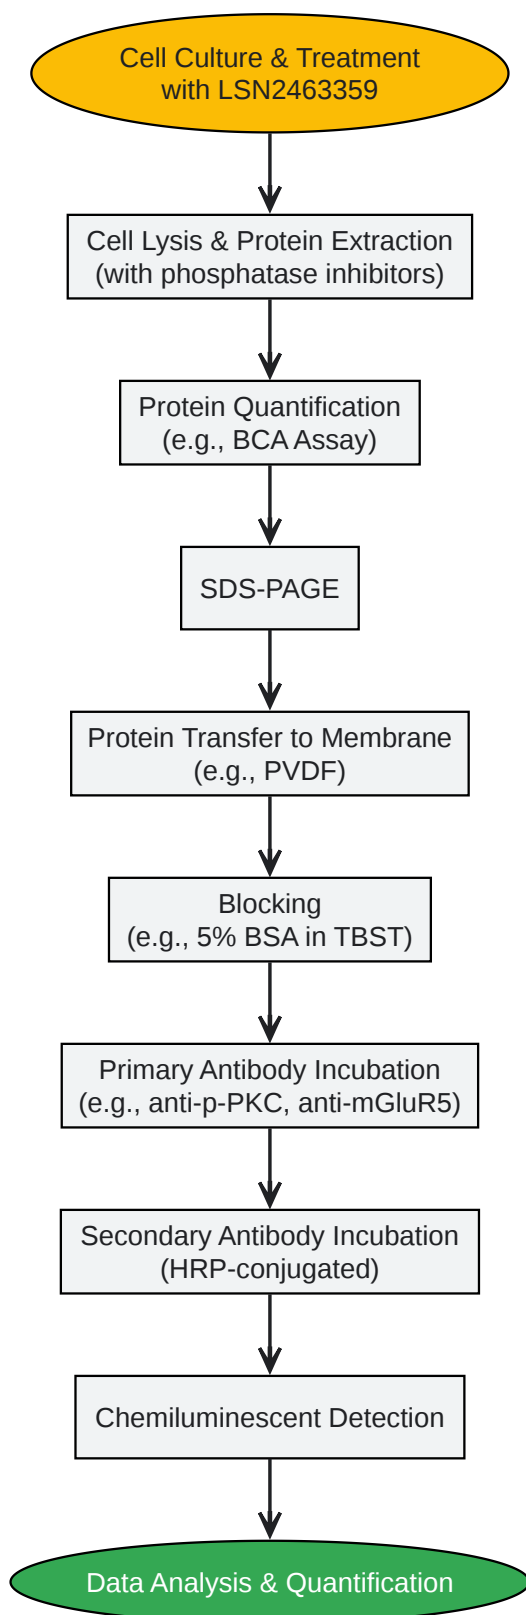 Cell Culture & Treatment
with LSN2463359
Cell Lysis & Protein Extraction
(with phosphatase inhibitors)
Protein Quantification
(e.g., BCA Assay)
SDS-PAGE
Protein Transfer to Membrane
(e.g., PVDF)
Blocking
(e.g., 5% BSA in TBST)
Primary Antibody Incubation
(e.g., anti-p-PKC, anti-mGluR5)
Secondary Antibody Incubation
(HRP-conjugated)
Chemiluminescent Detection
Data Analysis & Quantification